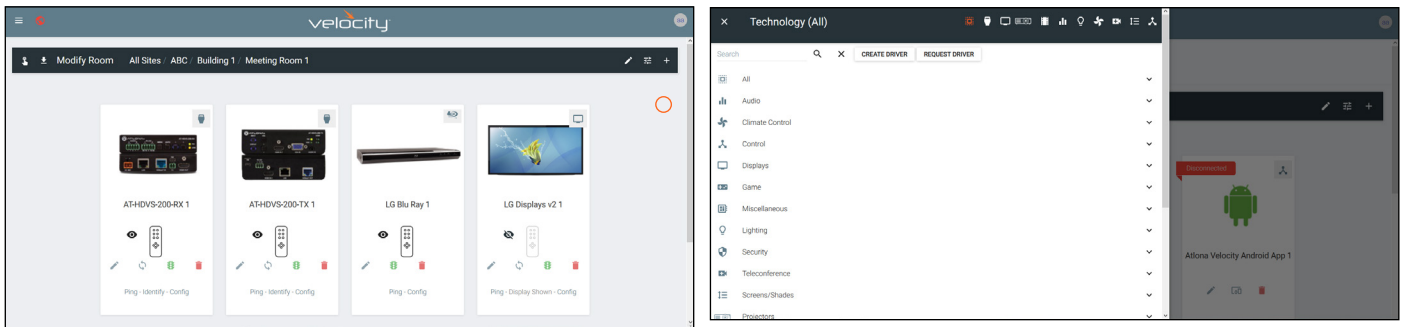 velocity
Modify Room All Sites / ABC / Building 1 / Meeting Room 1
AT-HDVS-200-RX 1
AT-HDVS-200-TX 1
LG Blu Ray 1
LG Displays v2 1
Ping - Identify - Config
Ping - Identify - Config
Ping - Config
Ping - Display Shown - Config
Technology (All)
Search
CREATE DRIVER
REQUEST DRIVER
All
Audio
Climate Control
Control
Displays
Game
Miscellaneous
Lighting
Security
Teleconference
Screens/Shades
Projectors
Disconnected
Atlona Velocity Android App 1